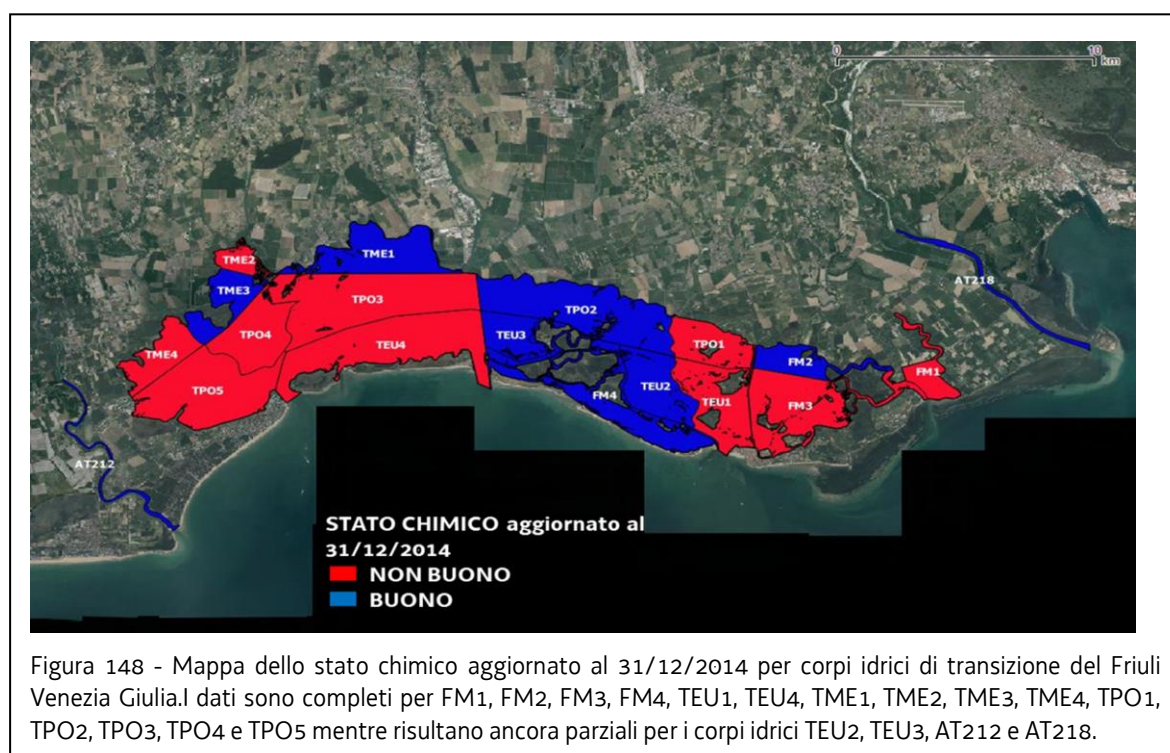 0 10
km
AT218
TME1
TME2
TME3
TPO3
TPO2
TPO4
TEU3
TPO1
TME4
TEU4
FM2
FM1
TEU2
FM4
TPO5
TEU1
FM3
AT212
STATO CHIMICO aggiornato al
31/12/2014
NON BUONO
BUONO
Figura 148 - Mappa dello stato chimico aggiornato al 31/12/2014 per corpi idrici di transizione del Friuli
Venezia Giulia.I dati sono completi per FM1, FM2, FM3, FM4, TEU1, TEU4, TME1, TME2, TME3, TME4, TPO1,
TPO2, TPO3, TPO4 e TPO5 mentre risultano ancora parziali per i corpi idrici TEU2, TEU3, AT212 e AT218.